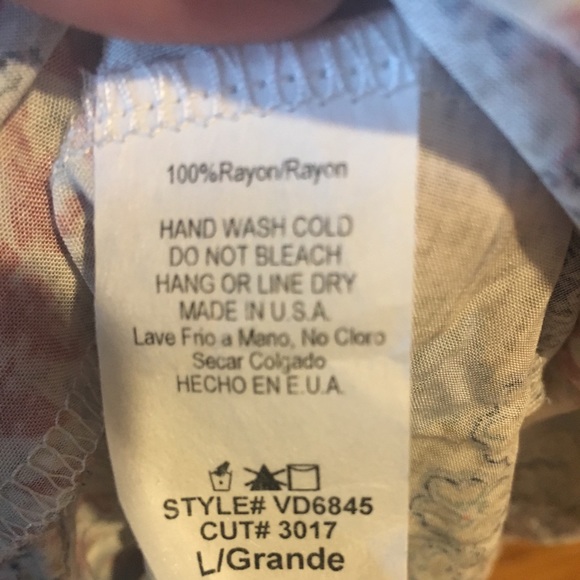 100%Rayon/Rayon
HAND WASH COLD
DO NOT BLEACH
HANG OR LINE DRY
MADE IN U.S.A.
Lave Frio a Mano, No Cloro
Secar Colgado
HECHO EN E.U.A.
STYLE# VD6845
CUT# 3017
L/Grande